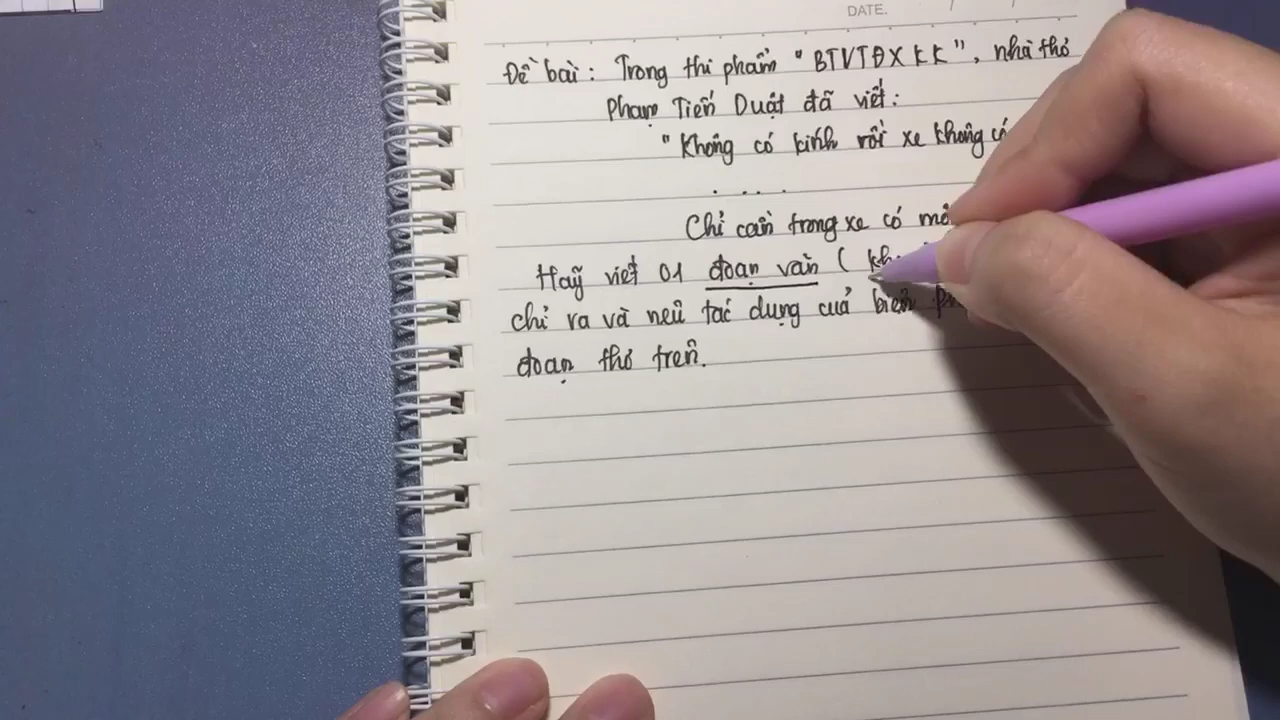 DATE. / /
Đề bài: Trong thi phẩm "BTVTĐXKK", nhà thơ
Phạm Tiến Duật đã viết:
"Không có kính rồi xe không có
. . . .
Chỉ cần trong xe có
Hãy viết 01 đoạn văn (
chỉ ra và nêu tác dụng của biện
đoạn thơ trên.